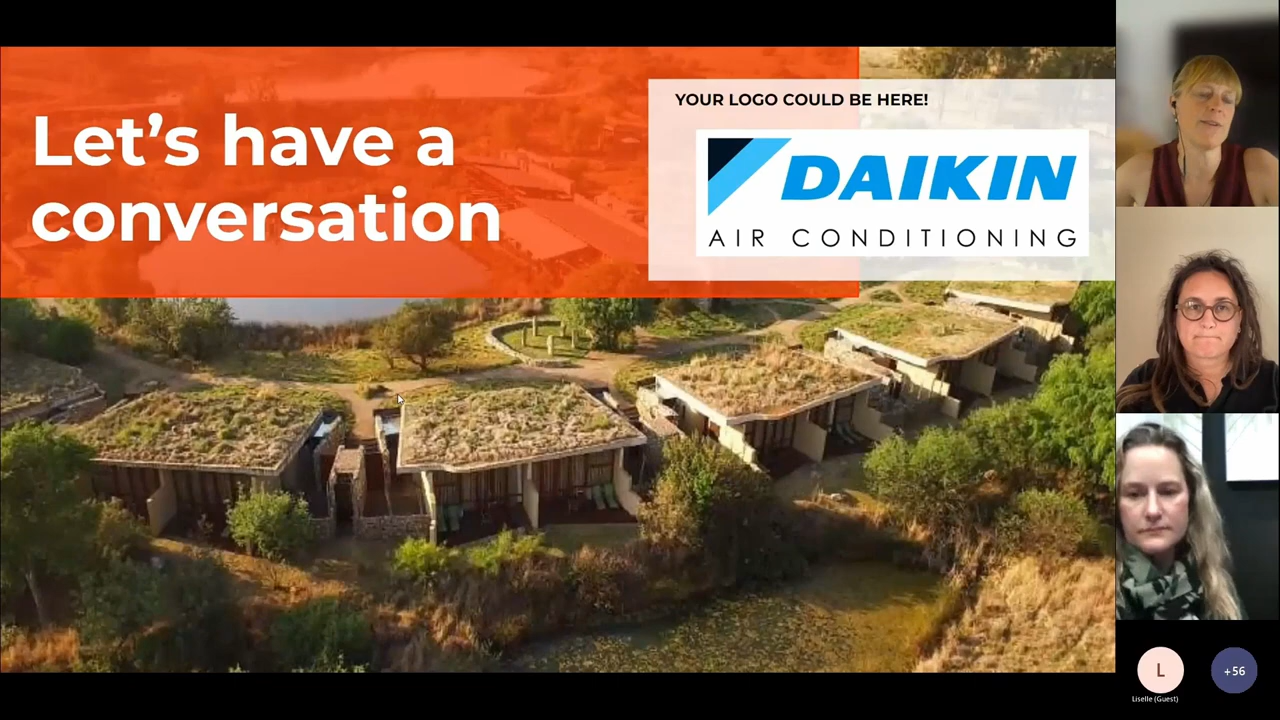 Let's have a
conversation
YOUR LOGO COULD BE HERE!
DAIKIN
AIR CONDITIONING
L
+56
Liselle (Guest)